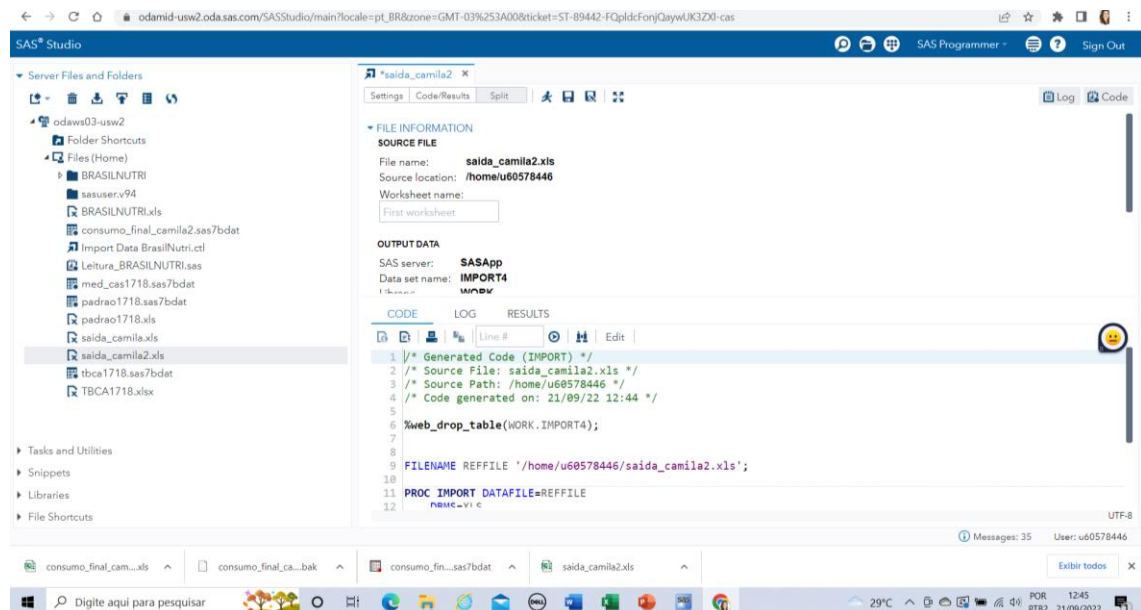 odamid-usw2.oda.sas.com/SASStudio/main?locale=pt_BR&zone=GMT-03%253A00&ticket=ST-89442-FQpldcFonjQaywUK3ZXl-cas
SAS® Studio
SAS Programmer
Sign Out
Server Files and Folders
odaws03-usw2
Folder Shortcuts
Files (Home)
BRASILNUTRI
sasuser.v94
BRASILNUTRI.xls
consumo_final_camila2.sas7bdat
Import Data BrasilNutri.ctl
Leitura_BRASILNUTRI.sas
med_cas1718.sas7bdat
padrao1718.sas7bdat
padrao1718.xls
saida_camila.xls
saida_camila2.xls
tbca1718.sas7bdat
TBCA1718.xlsx
Tasks and Utilities
Snippets
Libraries
File Shortcuts
*saida_camila2
Settings Code/Results Split
Log Code
FILE INFORMATION
SOURCE FILE
File name: saida_camila2.xls
Source location: /home/u60578446
Worksheet name:
First worksheet
OUTPUT DATA
SAS server: SASApp
Data set name: IMPORT4
Library: WORK
CODE LOG RESULTS
Line # Edit
1 /* Generated Code (IMPORT) */
2 /* Source File: saida_camila2.xls */
3 /* Source Path: /home/u60578446 */
4 /* Code generated on: 21/09/22 12:44 */
5
6 %web_drop_table(WORK.IMPORT4);
7
8
9 FILENAME REFFILE '/home/u60578446/saida_camila2.xls';
10
11 PROC IMPORT DATAFILE=REFFILE
12 DBMS=XLS
UTF-8
Messages: 35 User: u60578446
consumo_final_cam....xls
consumo_final_ca....bak
consumo_fin....sas7bdat
saida_camila2.xls
Exibir todos
Digite aqui para pesquisar
DELL
29°C
POR 12:45
PTB2 21/09/2022